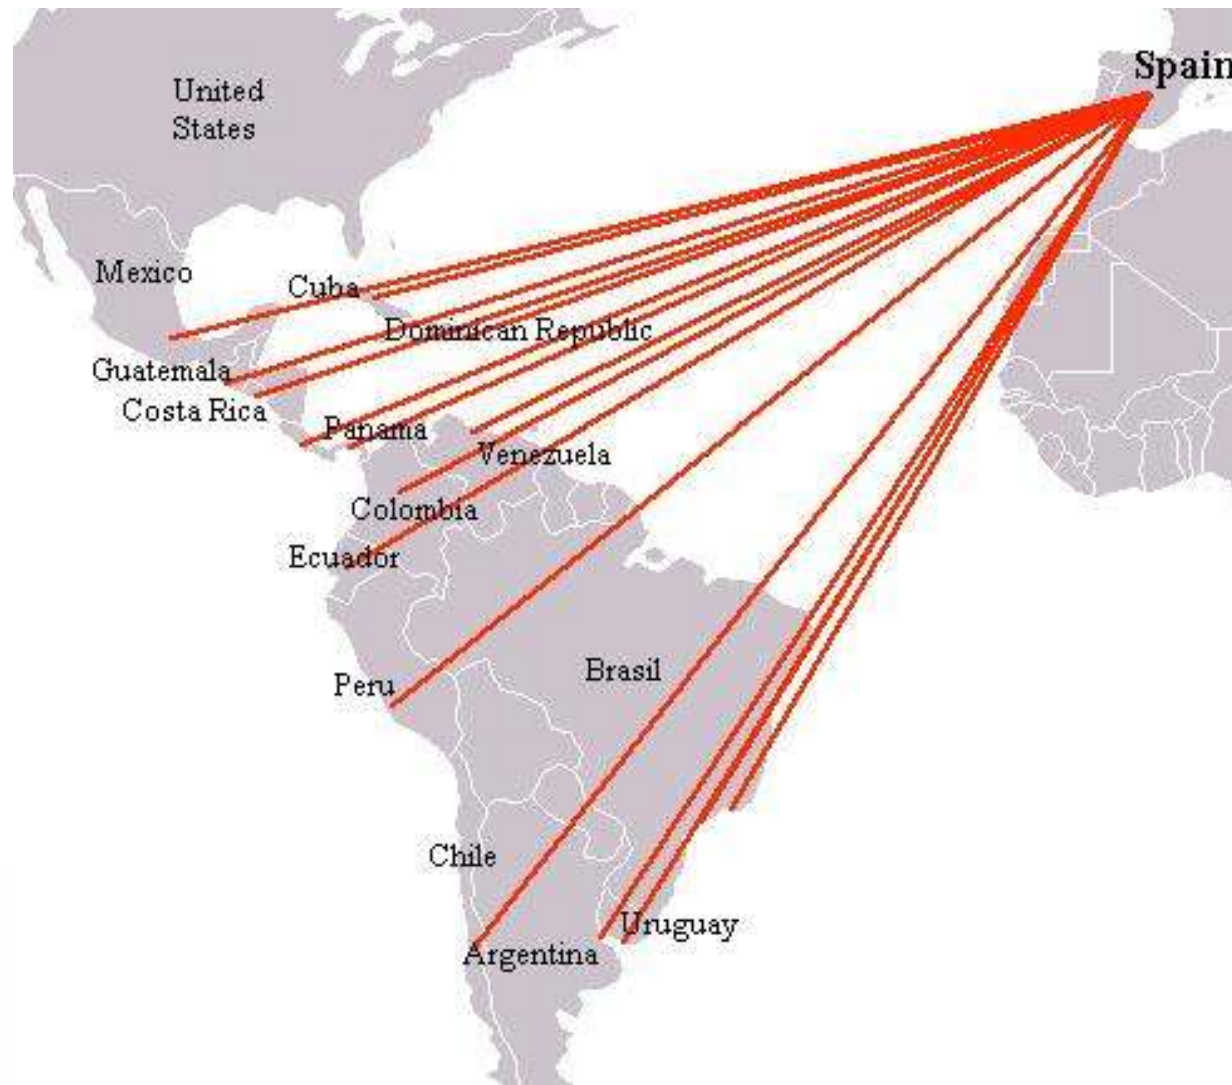 Spain
United
States
Mexico
Cuba
Dominican Republic
Guatemala
Costa Rica
Panama
Venezuela
Colombia
Ecuador
Brasil
Peru
Chile
Uruguay
Argentina